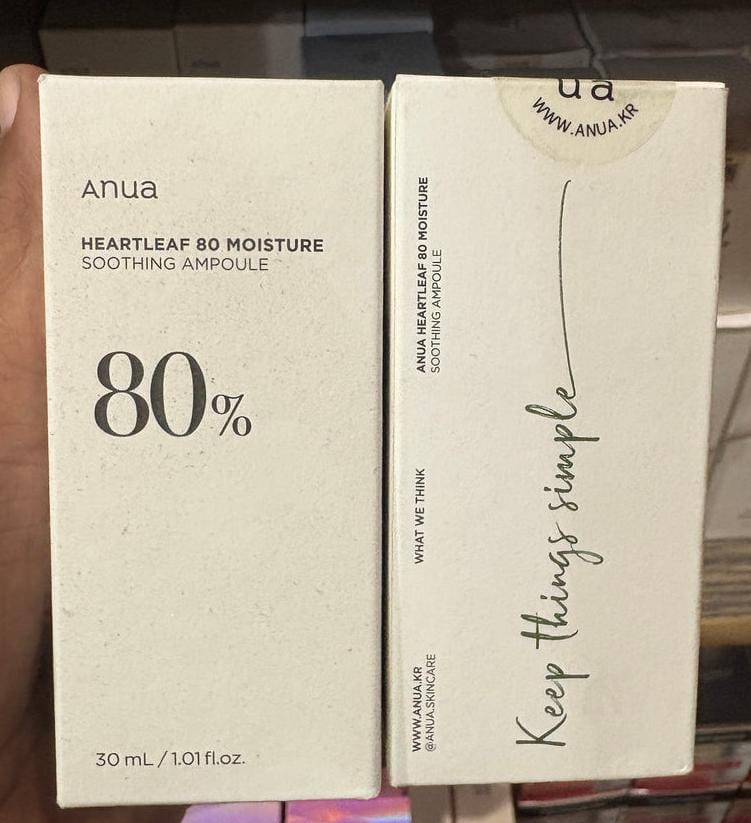 Anua
HEARTLEAF 80 MOISTURE
SOOTHING AMPOULE
80%
30 mL / 1.01 fl.oz.
ua
WWW.ANUA.KR
ANUA HEARTLEAF 80 MOISTURE
SOOTHING AMPOULE
WHAT WE THINK
WWW.ANUA.KR
@ANUA.SKINCARE
Keep things simple